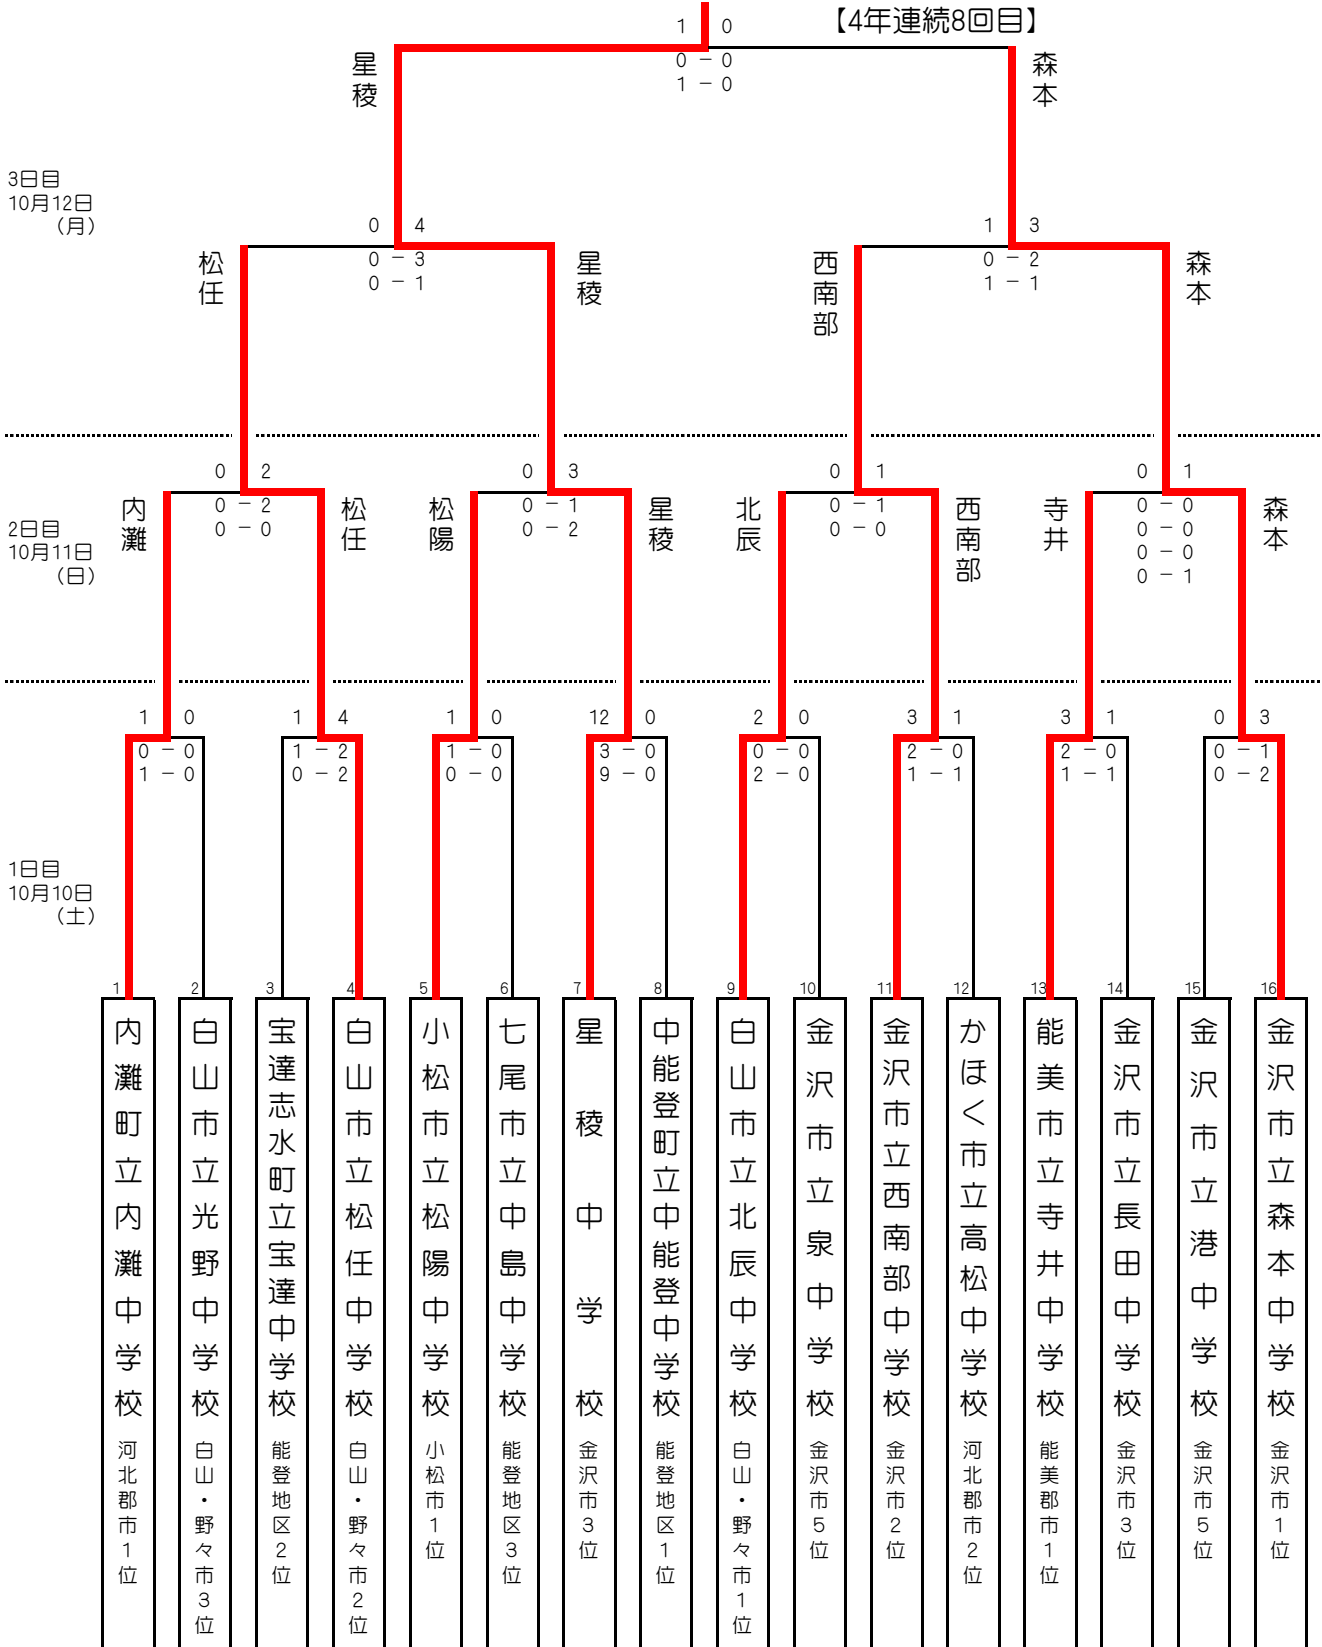 【4年連続8回目】
1 0
0 － 0
1 － 0
星稜
森本
3日目
10月12日
（月）
0 4
0 － 3
0 － 1
1 3
0 － 2
1 － 1
松任
星稜
西南部
森本
0 2
0 － 2
0 － 0
0 3
0 － 1
0 － 2
0 1
0 － 1
0 － 0
0 1
0 － 0
0 － 0
0 － 0
0 － 1
内灘
松任
松陽
星稜
北辰
西南部
寺井
森本
2日目
10月11日
（日）
1 0
0 － 0
1 － 0
1 4
1 － 2
0 － 2
1 0
1 － 0
0 － 0
12 0
3 － 0
9 － 0
2 0
0 － 0
2 － 0
3 1
2 － 0
1 － 1
3 1
2 － 0
1 － 1
0 3
0 － 1
0 － 2
1日目
10月10日
（土）
1
内灘町立内灘中学校
河北郡市1位
2
白山市立光野中学校
白山・野々市3位
3
宝達志水町立宝達中学校
能登地区2位
4
白山市立松任中学校
白山・野々市2位
5
小松市立松陽中学校
小松市1位
6
七尾市立中島中学校
能登地区3位
7
星稜中学校
金沢市3位
8
中能登町立中能登中学校
能登地区1位
9
白山市立北辰中学校
白山・野々市1位
10
金沢市立泉中学校
金沢市5位
11
金沢市立西南部中学校
金沢市2位
12
かほく市立高松中学校
河北郡市2位
13
能美市立寺井中学校
能美郡市1位
14
金沢市立長田中学校
金沢市3位
15
金沢市立港中学校
金沢市5位
16
金沢市立森本中学校
金沢市1位